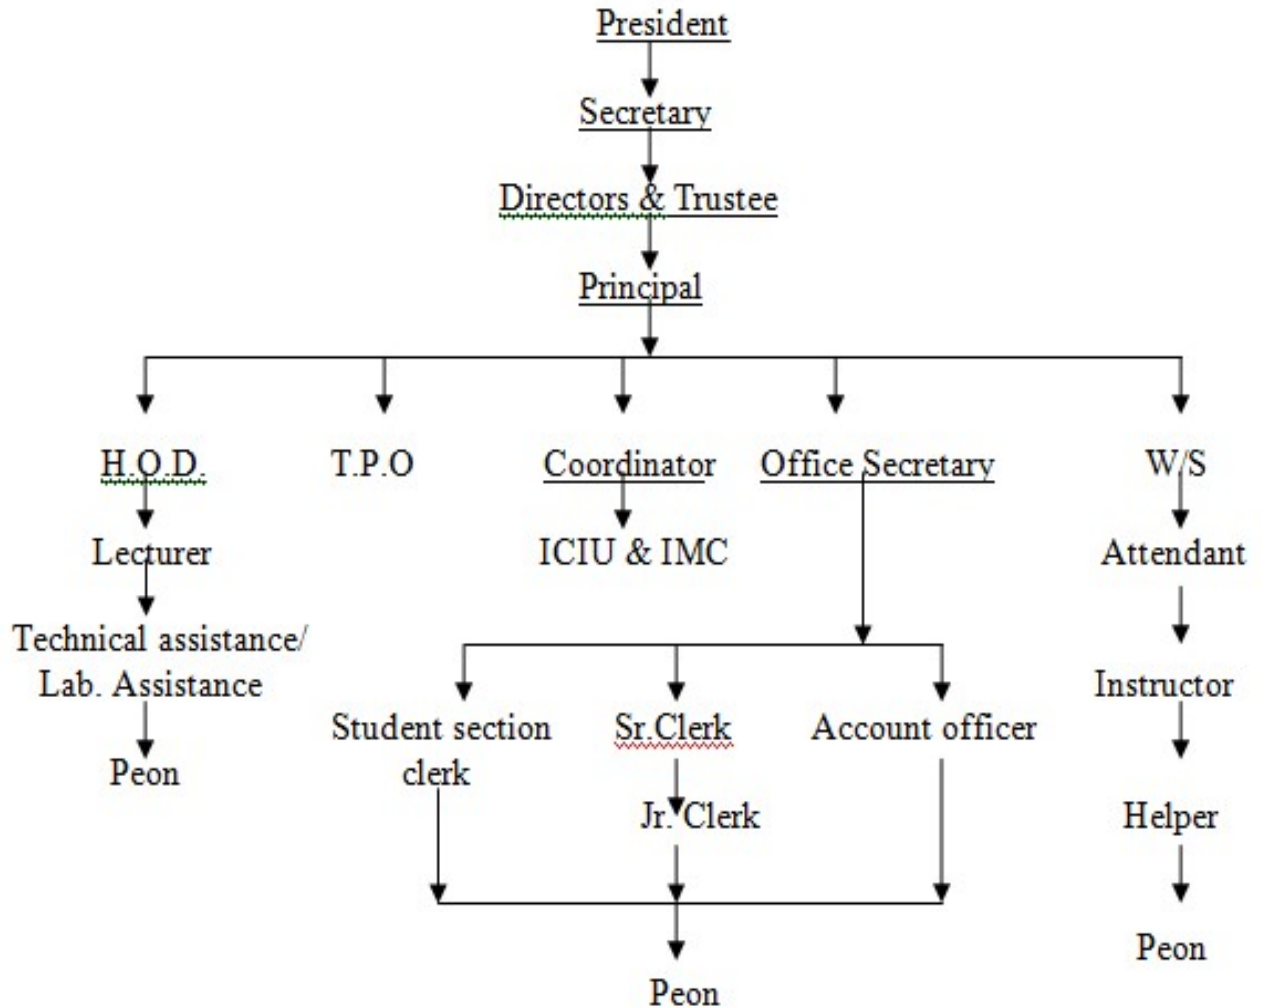 President
Secretary
Directors & Trustee
Principal
H.O.D.
T.P.O
Coordinator
Office Secretary
W/S
Lecturer
ICIU & IMC
Attendant
Technical assistance/
Lab. Assistance
Instructor
Student section
clerk
Sr.Clerk
Account officer
Peon
Jr. Clerk
Helper
Peon
Peon